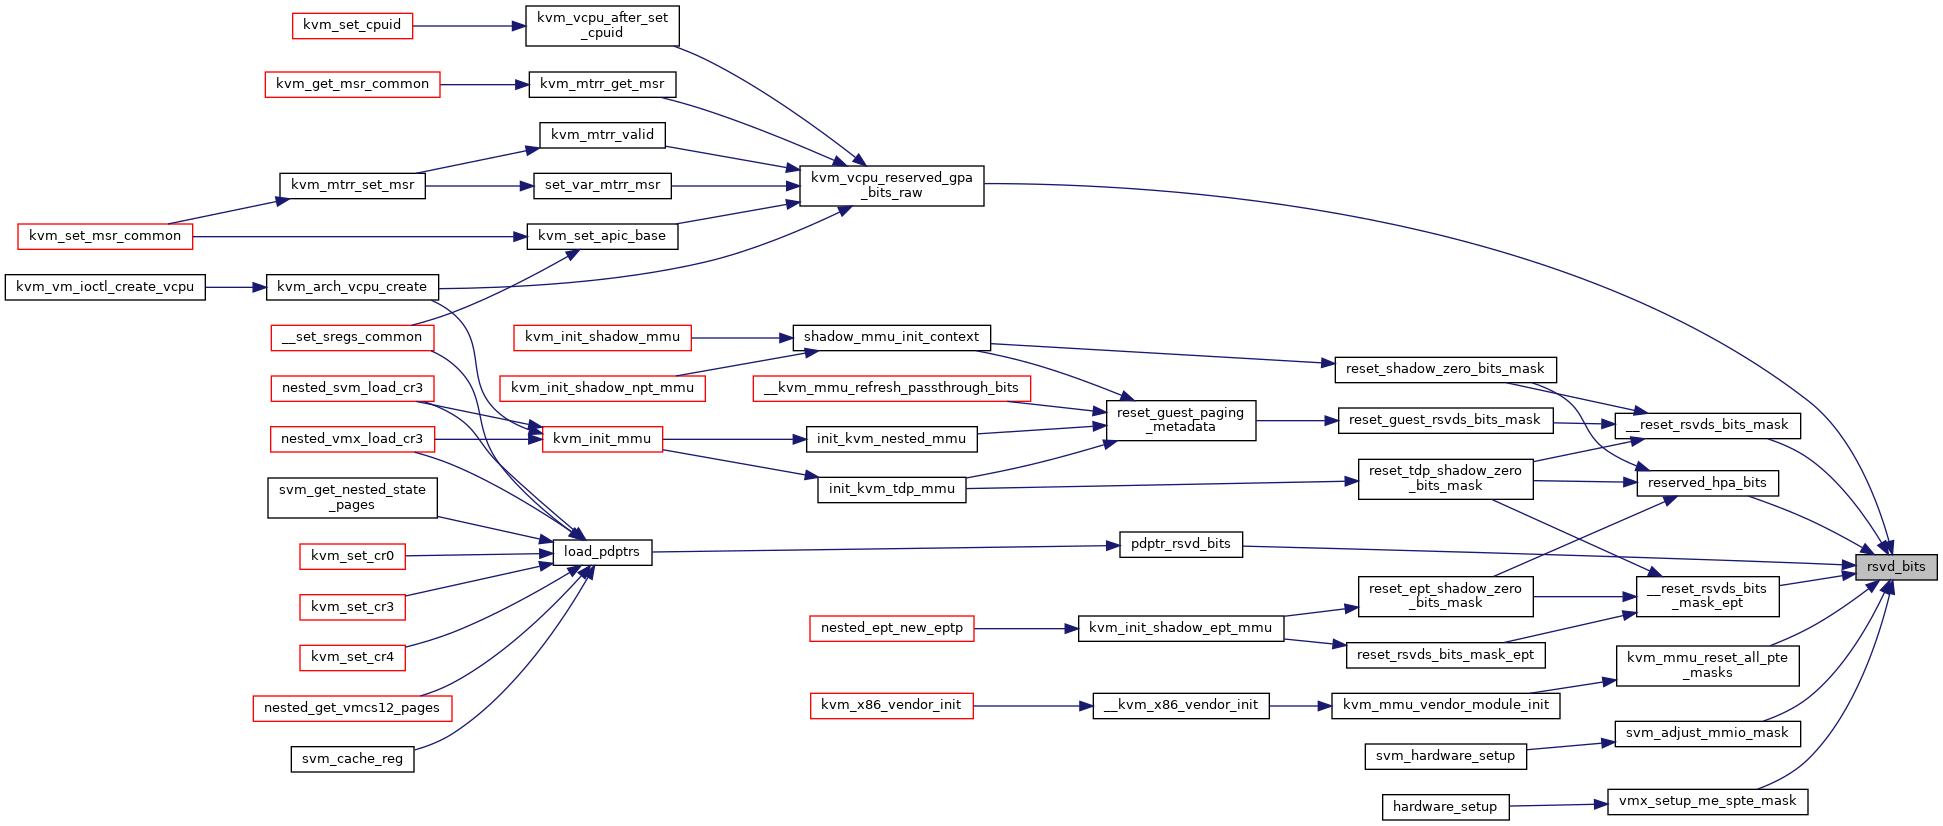 kvm_set_cpuid
kvm_vcpu_after_set
_cpuid
kvm_get_msr_common
kvm_mtrr_get_msr
kvm_mtrr_valid
kvm_mtrr_set_msr
set_var_mtrr_msr
kvm_vcpu_reserved_gpa
_bits_raw
kvm_set_msr_common
kvm_set_apic_base
kvm_vm_ioctl_create_vcpu
kvm_arch_vcpu_create
__set_sregs_common
kvm_init_shadow_mmu
shadow_mmu_init_context
reset_shadow_zero_bits_mask
nested_svm_load_cr3
kvm_init_shadow_npt_mmu
__kvm_mmu_refresh_passthrough_bits
reset_guest_paging
_metadata
reset_guest_rsvds_bits_mask
__reset_rsvds_bits_mask
nested_vmx_load_cr3
kvm_init_mmu
init_kvm_nested_mmu
init_kvm_tdp_mmu
reset_tdp_shadow_zero
_bits_mask
reserved_hpa_bits
svm_get_nested_state
_pages
kvm_set_cr0
load_pdptrs
pdptr_rsvd_bits
rsvd_bits
kvm_set_cr3
reset_ept_shadow_zero
_bits_mask
__reset_rsvds_bits
_mask_ept
nested_ept_new_eptp
kvm_init_shadow_ept_mmu
reset_rsvds_bits_mask_ept
kvm_set_cr4
kvm_mmu_reset_all_pte
_masks
nested_get_vmcs12_pages
kvm_x86_vendor_init
__kvm_x86_vendor_init
kvm_mmu_vendor_module_init
svm_cache_reg
svm_hardware_setup
svm_adjust_mmio_mask
hardware_setup
vmx_setup_me_spte_mask